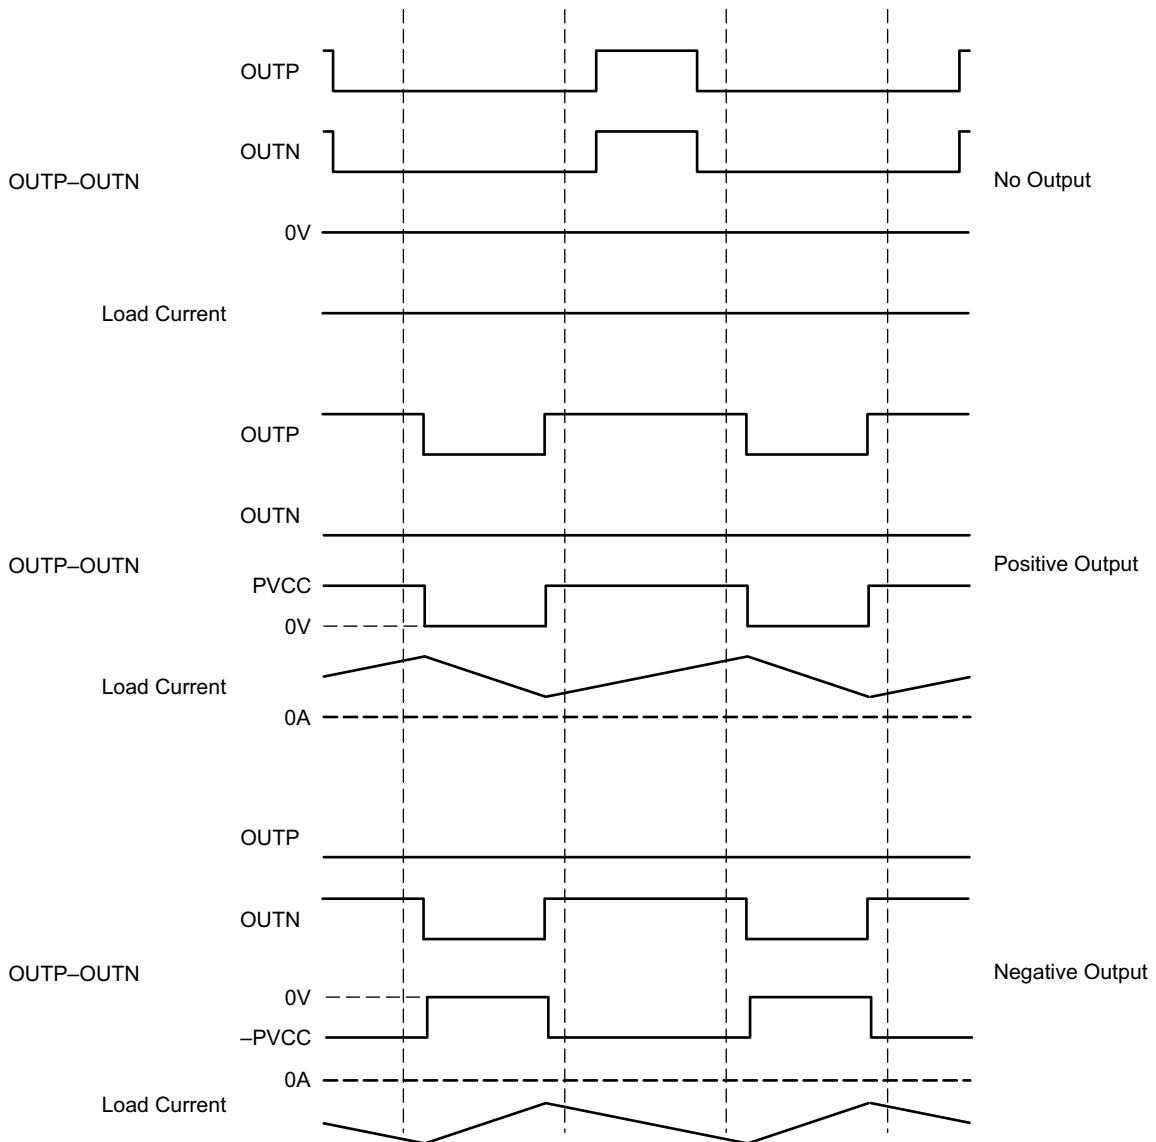 OUTP
OUTN
OUTP–OUTN
No Output
0V
Load Current
OUTP
OUTN
OUTP–OUTN
Positive Output
PVCC
0V
Load Current
0A
OUTP
OUTN
OUTP–OUTN
Negative Output
0V
–PVCC
0A
Load Current